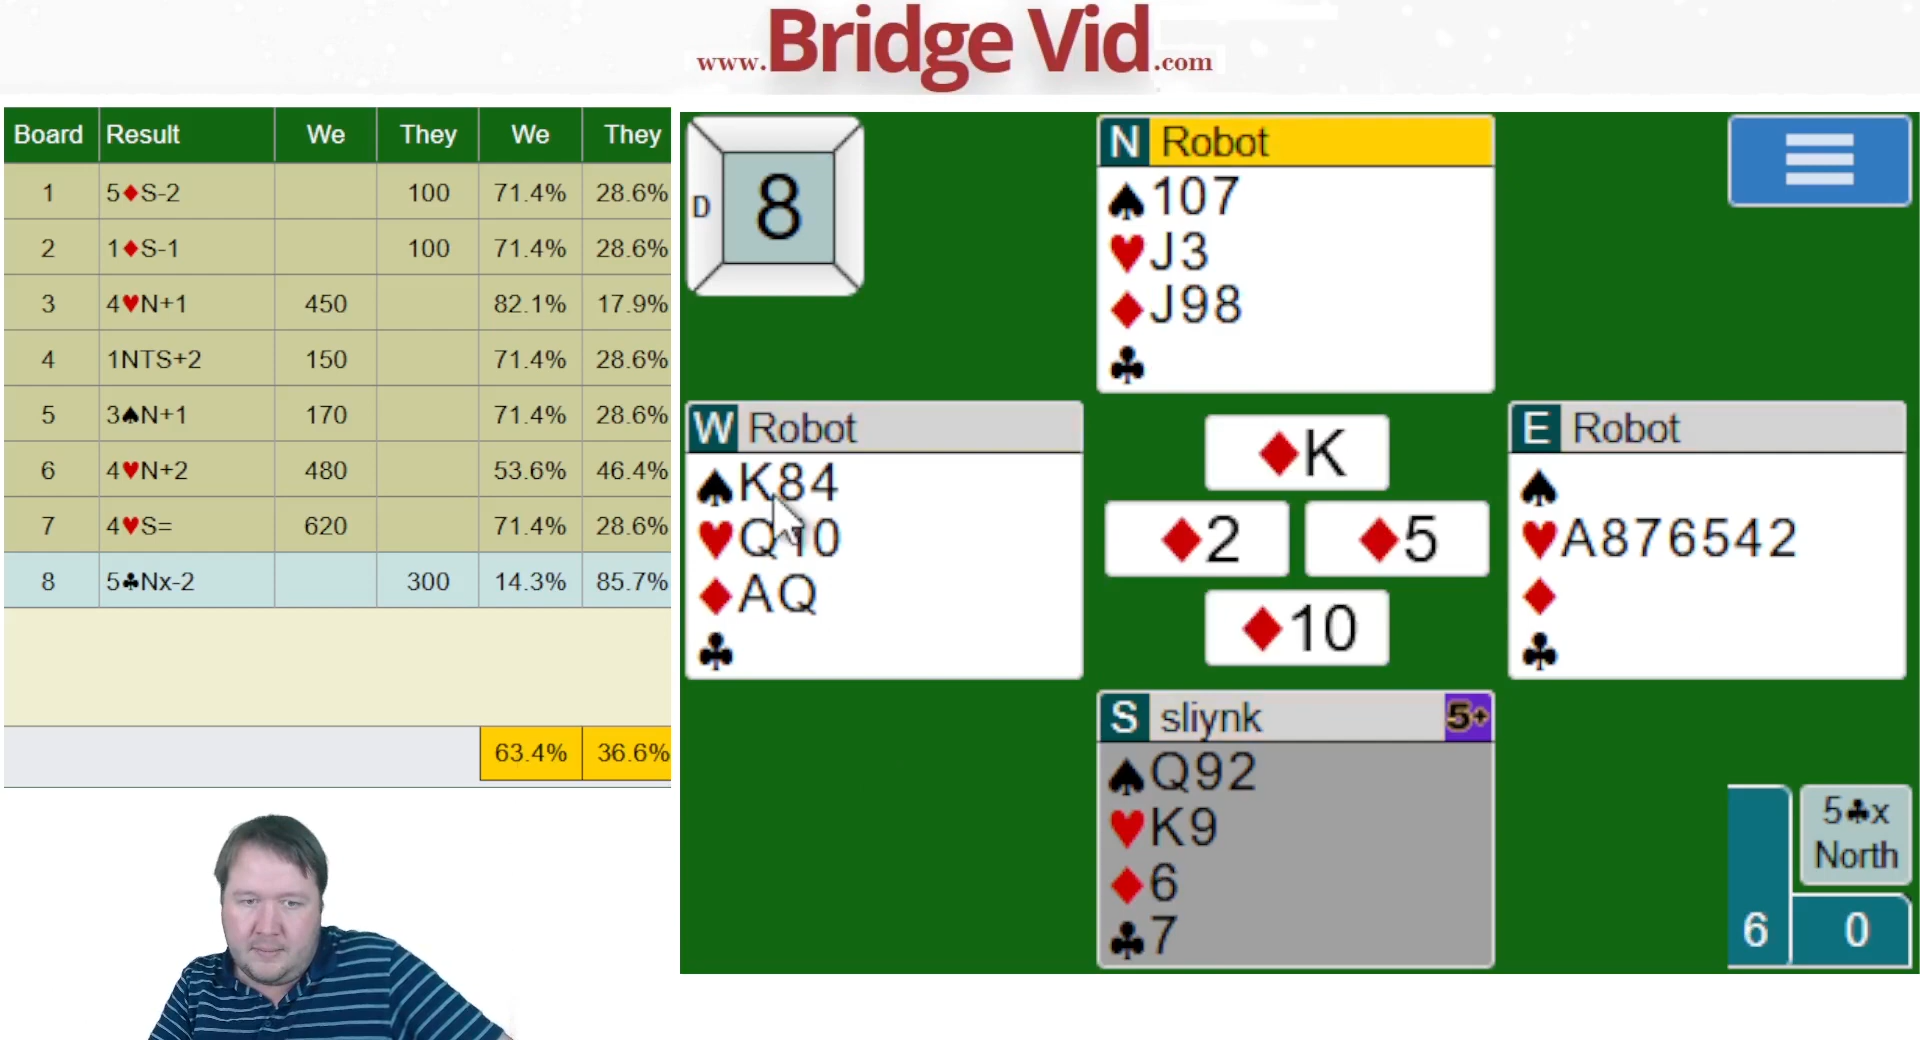 www.Bridge Vid.com
Board Result We They We They
1 5♦S-2 100 71.4% 28.6%
2 1♦S-1 100 71.4% 28.6%
3 4♥N+1 450 82.1% 17.9%
4 1NTS+2 150 71.4% 28.6%
5 3♠N+1 170 71.4% 28.6%
6 4♥N+2 480 53.6% 46.4%
7 4♥S= 620 71.4% 28.6%
8 5♣Nx-2 300 14.3% 85.7%
63.4% 36.6%
D 8
N Robot
♠107
♥J3
♦J98
♣
W Robot
♠K84
♥Q10
♦AQ
♣
♦K
♦2 ♦5
♦10
E Robot
♠
♥A876542
♦
♣
S sliynk 5+
♠Q92
♥K9
♦6
♣7
5♣x
North
6 0